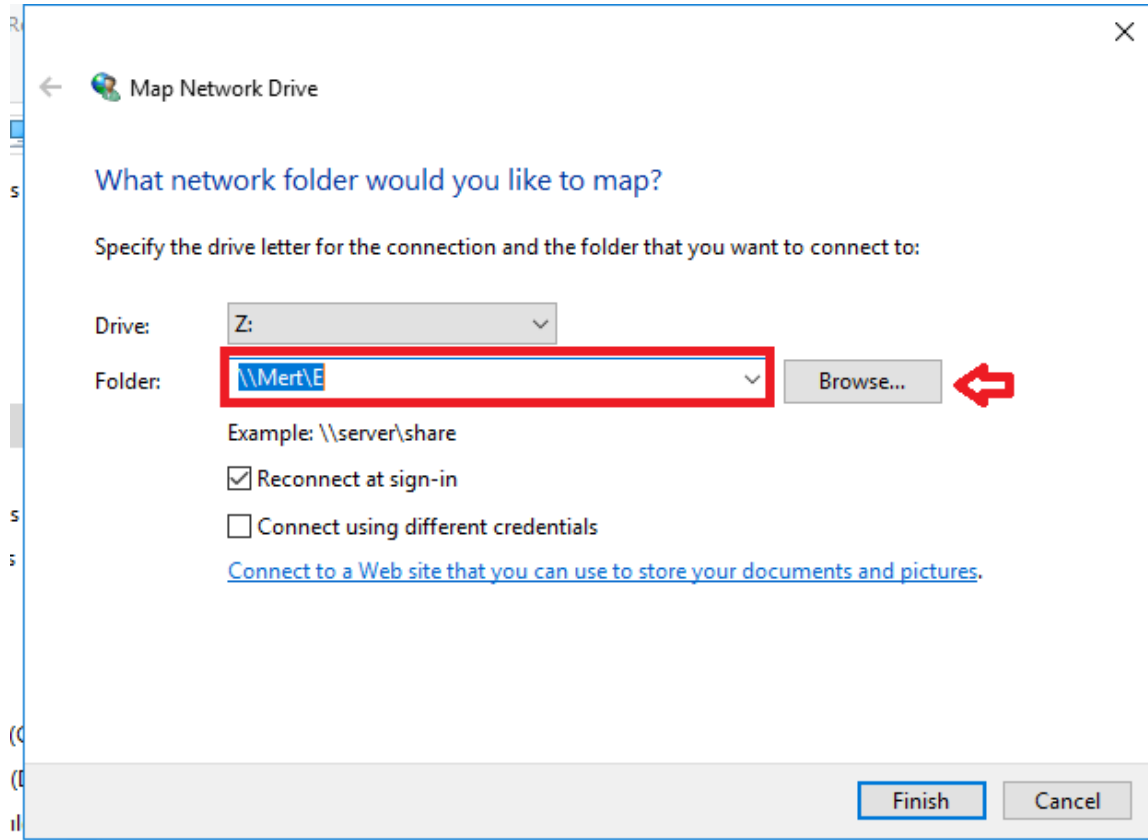 Map Network Drive
What network folder would you like to map?
Specify the drive letter for the connection and the folder that you want to connect to:
Drive: Z:
Folder: \\Mert\E Browse...
Example: \\server\share
Reconnect at sign-in
Connect using different credentials
Connect to a Web site that you can use to store your documents and pictures.
Finish Cancel